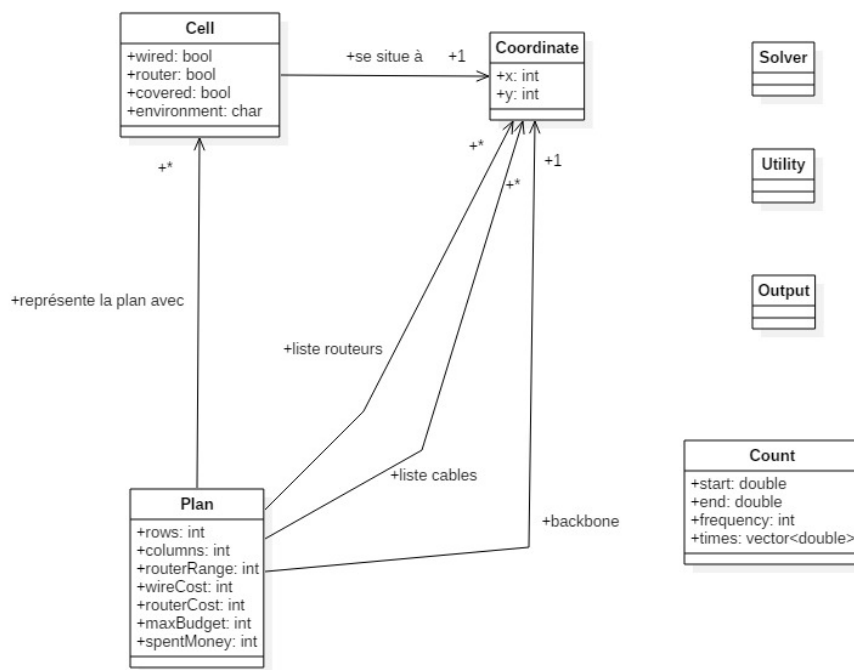 Cell
+wired: bool
+router: bool
+covered: bool
+environment: char
+se situe à
+1
Coordinate
+x: int
+y: int
Solver
Utility
Output
+*
+*
+*
+1
+représente la plan avec
+liste routeurs
+liste cables
+backbone
Plan
+rows: int
+columns: int
+routerRange: int
+wireCost: int
+routerCost: int
+maxBudget: int
+spentMoney: int
Count
+start: double
+end: double
+frequency: int
+times: vector<double>